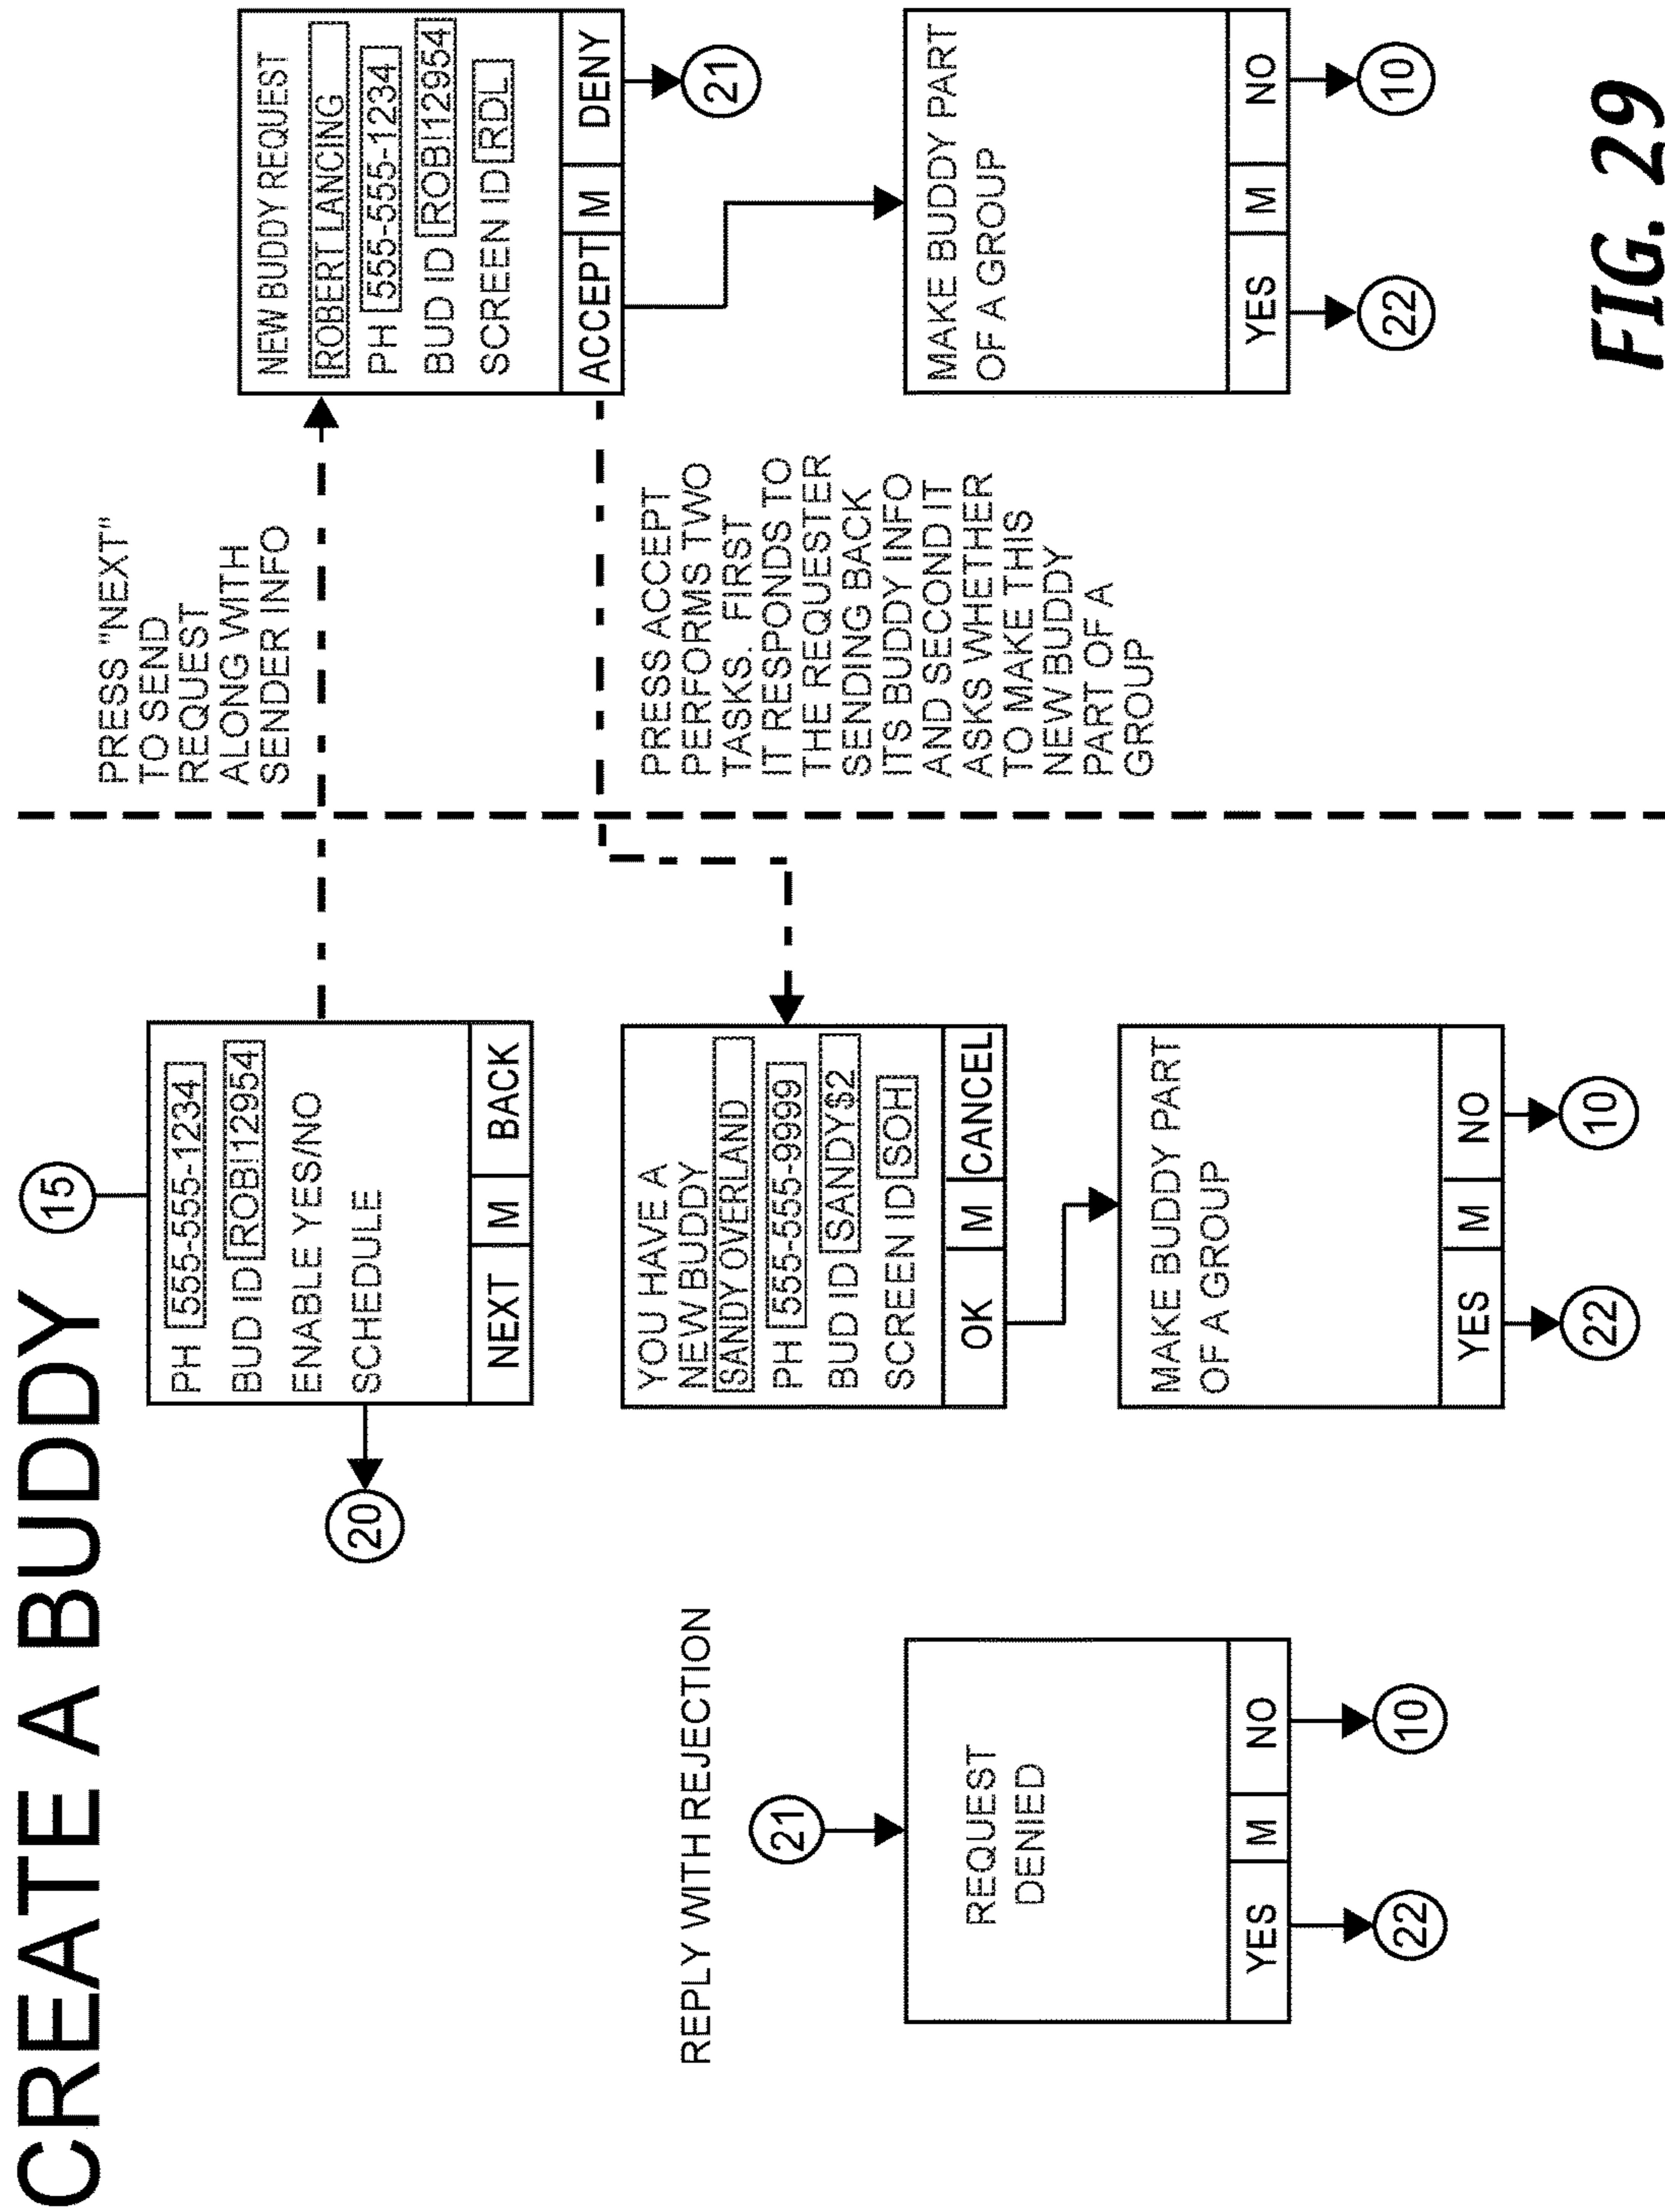 CREATE A BUDDY
15
PH 555-555-1234
BUD ID ROB!12954
ENABLE YES/NO
SCHEDULE
NEXT M BACK
20
PRESS "NEXT"
TO SEND
REQUEST
ALONG WITH
SENDER INFO
NEW BUDDY REQUEST
ROBERT LANCING
PH 555-555-1234
BUD ID ROB!12954
SCREEN ID RDL
ACCEPT M DENY
21
PRESS ACCEPT
PERFORMS TWO
TASKS. FIRST
IT RESPONDS TO
THE REQUESTER
SENDING BACK
ITS BUDDY INFO
AND SECOND IT
ASKS WHETHER
TO MAKE THIS
NEW BUDDY
PART OF A
GROUP
REPLY WITH REJECTION
21
REQUEST
DENIED
YES M NO
22 10
YOU HAVE A
NEW BUDDY
SANDY OVERLAND
PH 555-555-9999
BUD ID SANDY$2
SCREEN ID SOH
OK M CANCEL
MAKE BUDDY PART
OF A GROUP
YES M NO
22 10
MAKE BUDDY PART
OF A GROUP
YES M NO
22 10
FIG. 29